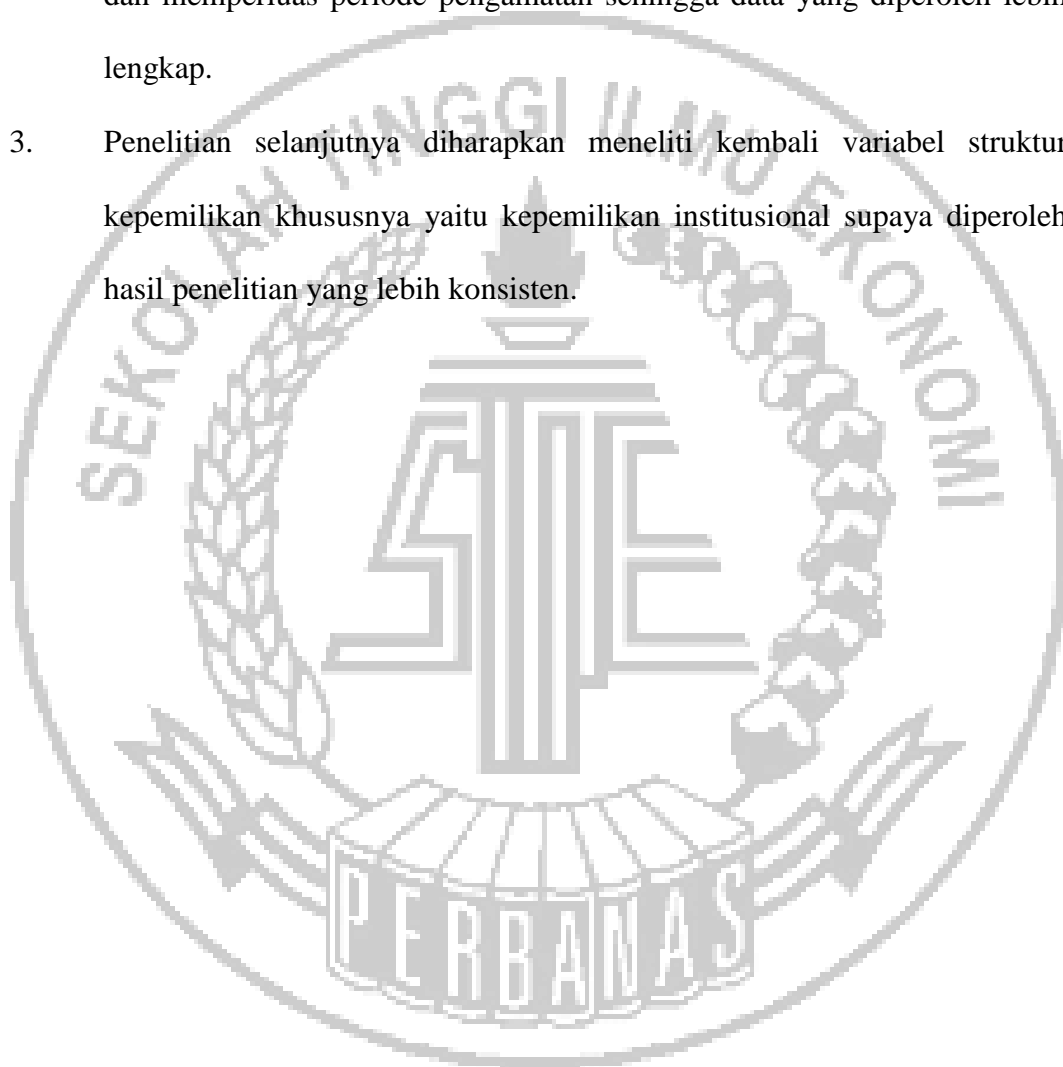 dan memperluas periode pengamatan sehingga data yang diperoleh lebih
lengkap.
3. Penelitian selanjutnya diharapkan meneliti kembali variabel struktur
kepemilikan khususnya yaitu kepemilikan institusional supaya diperoleh
hasil penelitian yang lebih konsisten.
SEKOLAH TINGGI ILMU EKONOMI
STIE
PERBANAS